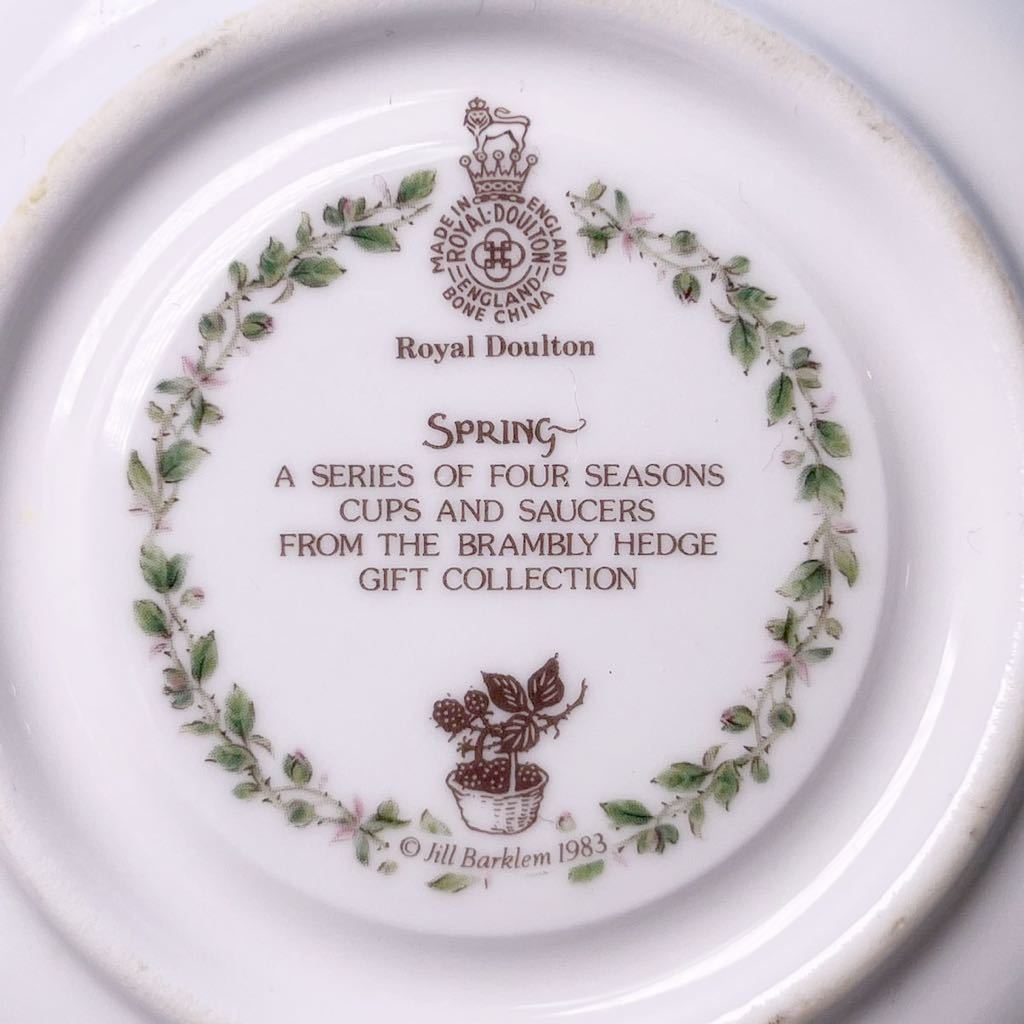 MADE IN ENGLAND
ROYAL·DOULTON
ENGLAND
BONE CHINA
Royal Doulton
SPRING
A SERIES OF FOUR SEASONS
CUPS AND SAUCERS
FROM THE BRAMBLY HEDGE
GIFT COLLECTION
© Jill Barklem 1983